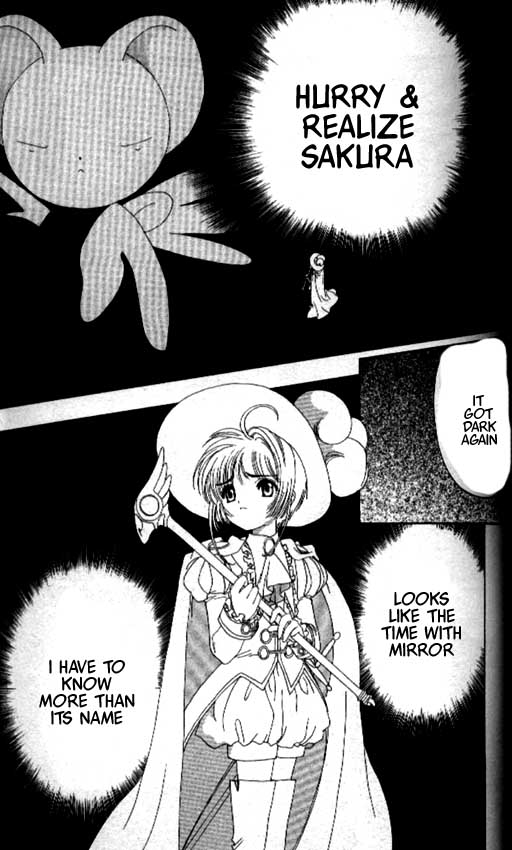 HURRY &
REALIZE
SAKURA
IT
GOT
DARK
AGAIN
LOOKS
LIKE THE
TIME WITH
MIRROR
I HAVE TO
KNOW
MORE THAN
ITS NAME